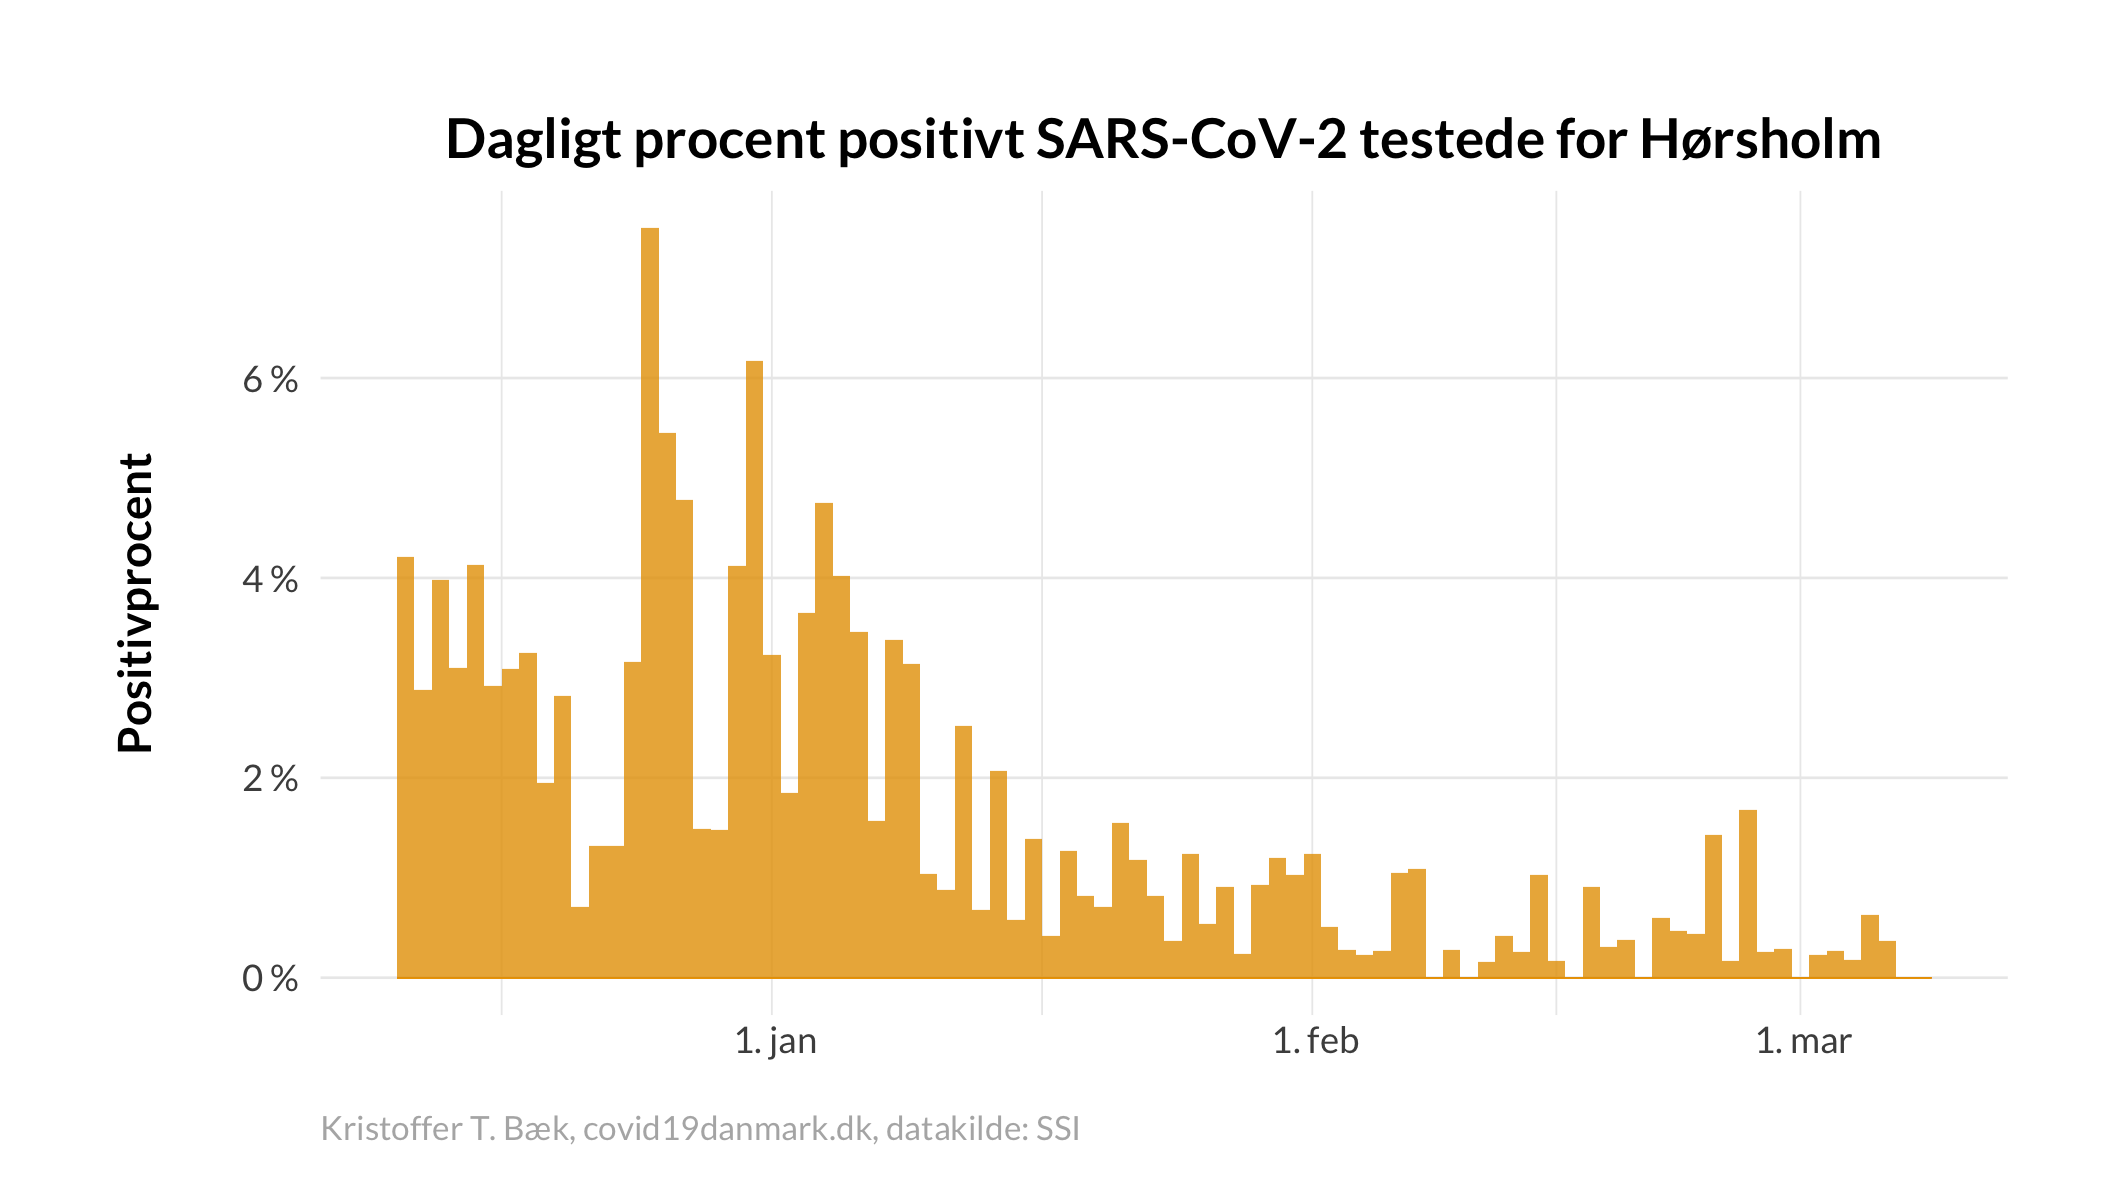 Dagligt procent positivt SARS-CoV-2 testede for Hørsholm
Positivprocent
6 %
4 %
2 %
0 %
1. jan
1. feb
1. mar
Kristoffer T. Bæk, covid19danmark.dk, datakilde: SSI